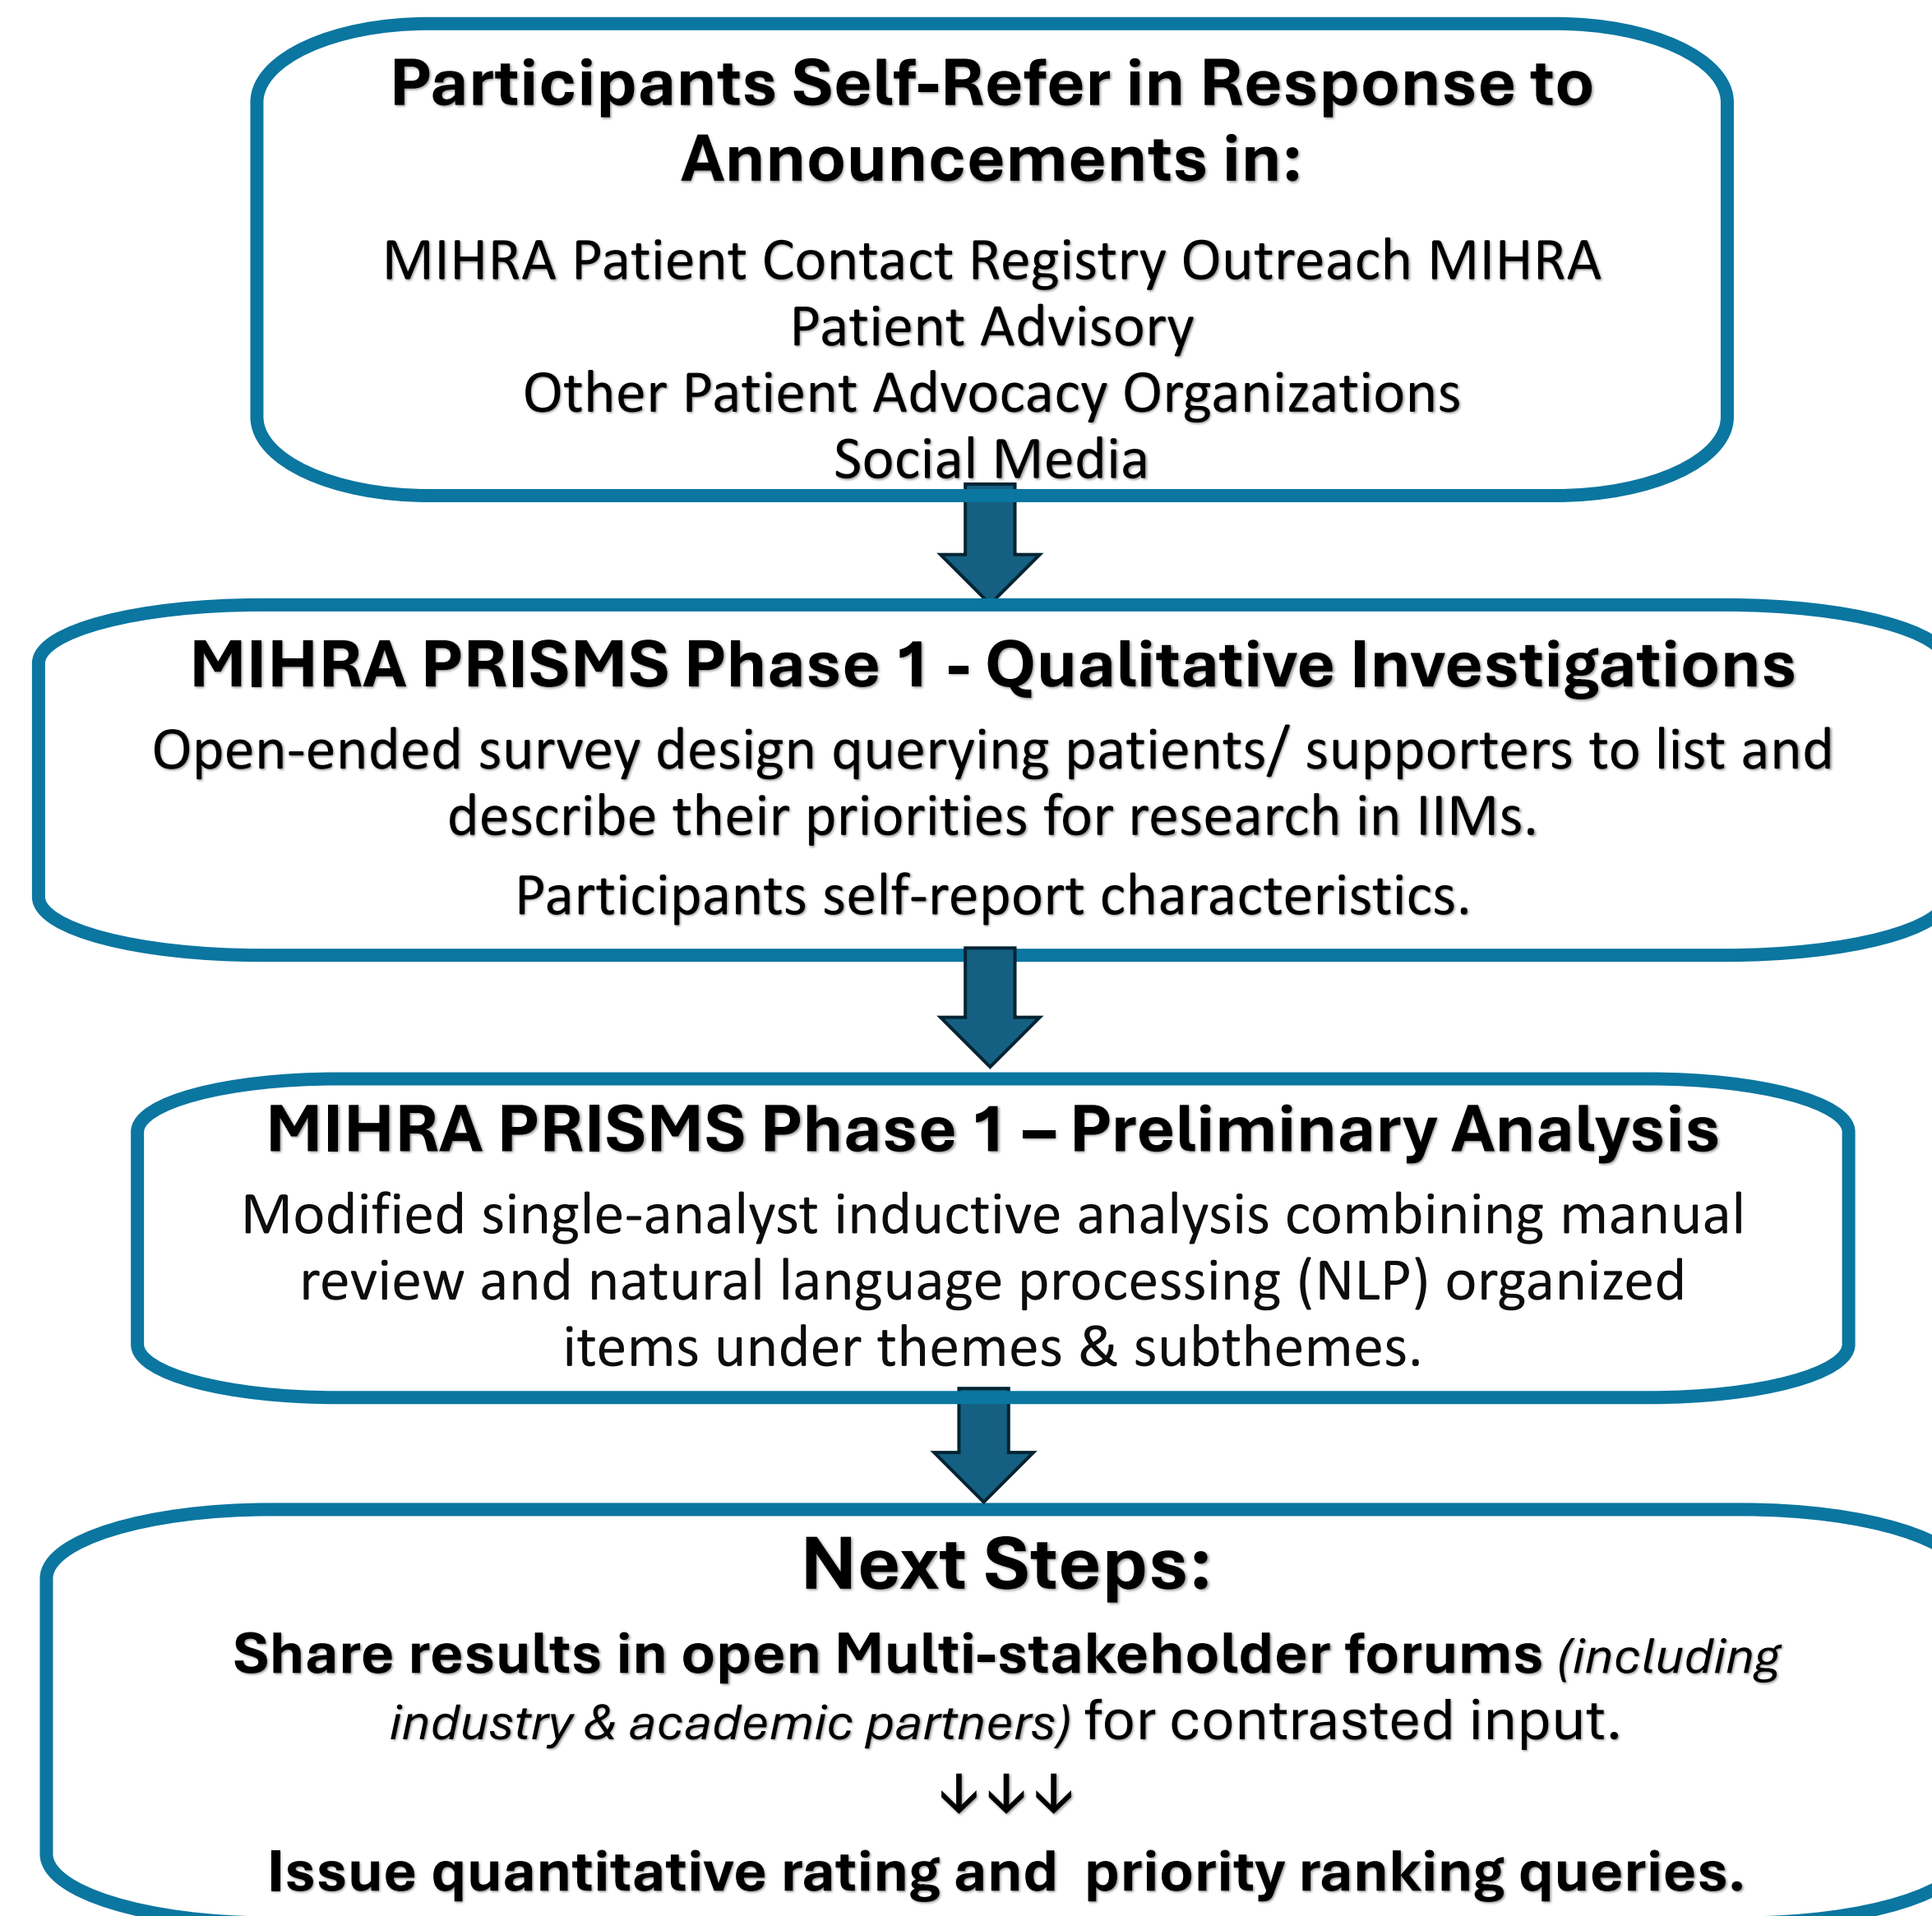 Participants Self-Refer in Response to
Announcements in:
MIHRA Patient Contact Registry Outreach MIHRA
Patient Advisory
Other Patient Advocacy Organizations
Social Media
MIHRA PRISMS Phase 1 - Qualitative Investigations
Open-ended survey design querying patients/ supporters to list and
describe their priorities for research in IIMs.
Participants self-report characteristics.
MIHRA PRISMS Phase 1 – Preliminary Analysis
Modified single-analyst inductive analysis combining manual
review and natural language processing (NLP) organized
items under themes & subthemes.
Next Steps:
Share results in open Multi-stakeholder forums (including
industry & academic partners) for contrasted input.
↓↓↓
Issue quantitative rating and  priority ranking queries.